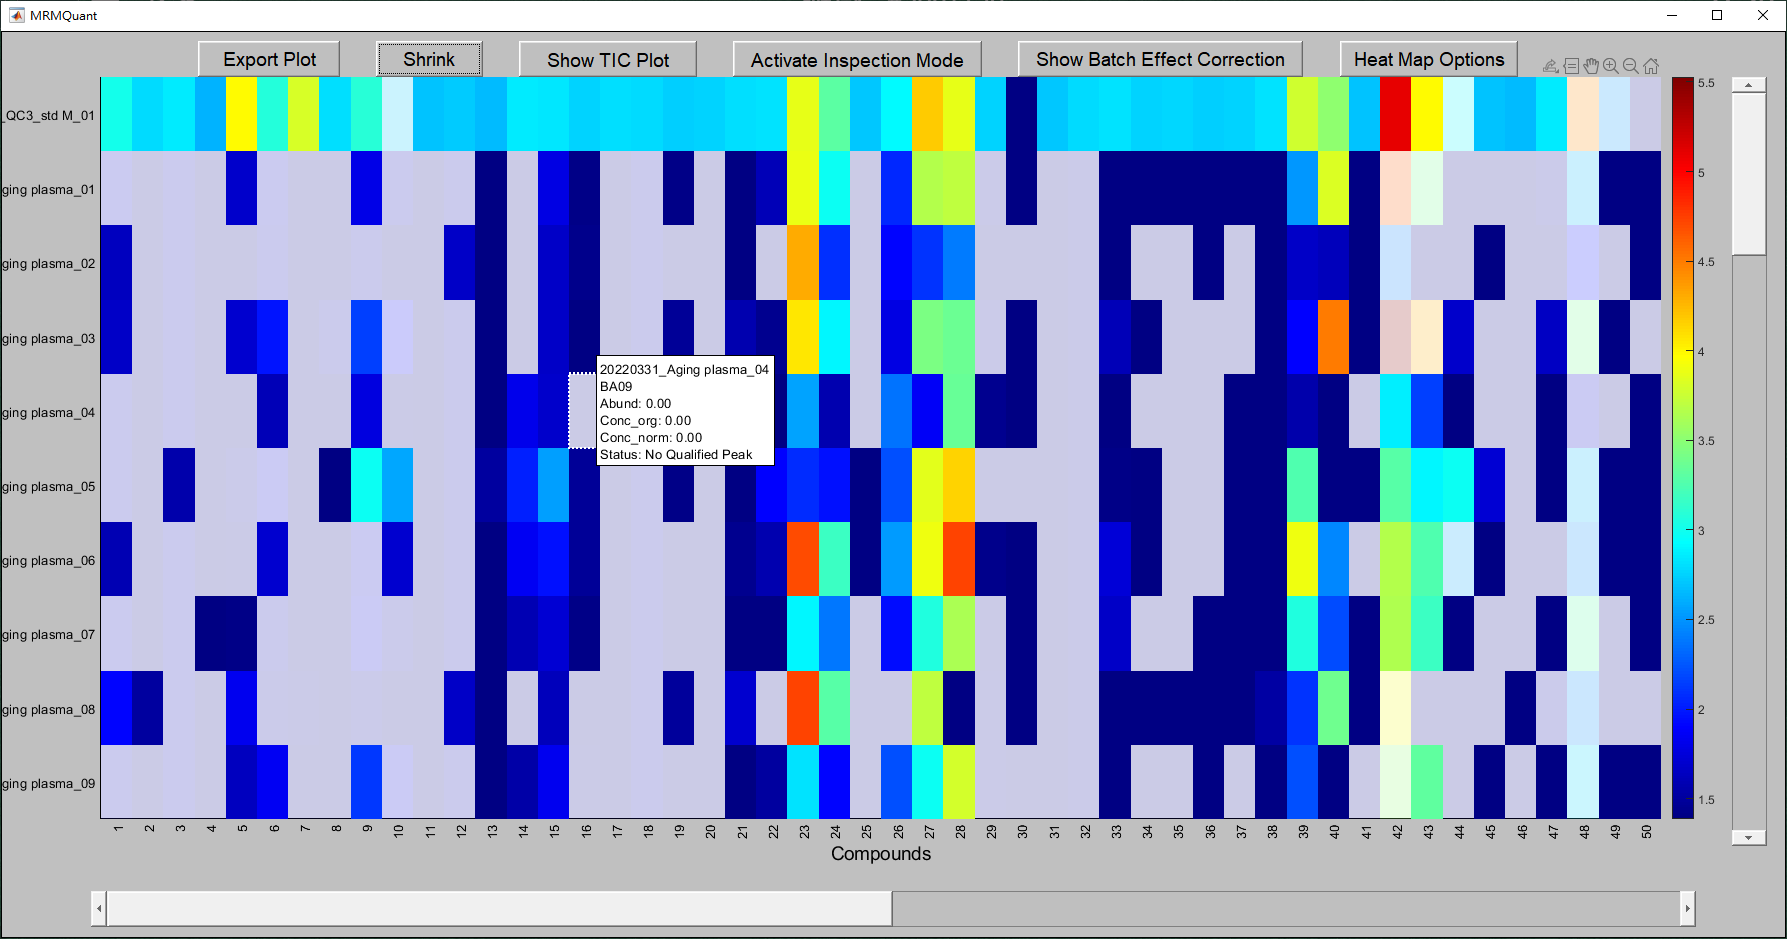 MRMQuant
Export Plot
Shrink
Show TIC Plot
Activate Inspection Mode
Show Batch Effect Correction
Heat Map Options
_QC3_std M_01
ging plasma_01
ging plasma_02
ging plasma_03
ging plasma_04
ging plasma_05
ging plasma_06
ging plasma_07
ging plasma_08
ging plasma_09
20220331_Aging plasma_04
BA09
Abund: 0.00
Conc_org: 0.00
Conc_norm: 0.00
Status: No Qualified Peak
5.5
5
4.5
4
3.5
3
2.5
2
1.5
1 2 3 4 5 6 7 8 9 10 11 12 13 14 15 16 17 18 19 20 21 22 23 24 25 26 27 28 29 30 31 32 33 34 35 36 37 38 39 40 41 42 43 44 45 46 47 48 49 50
Compounds